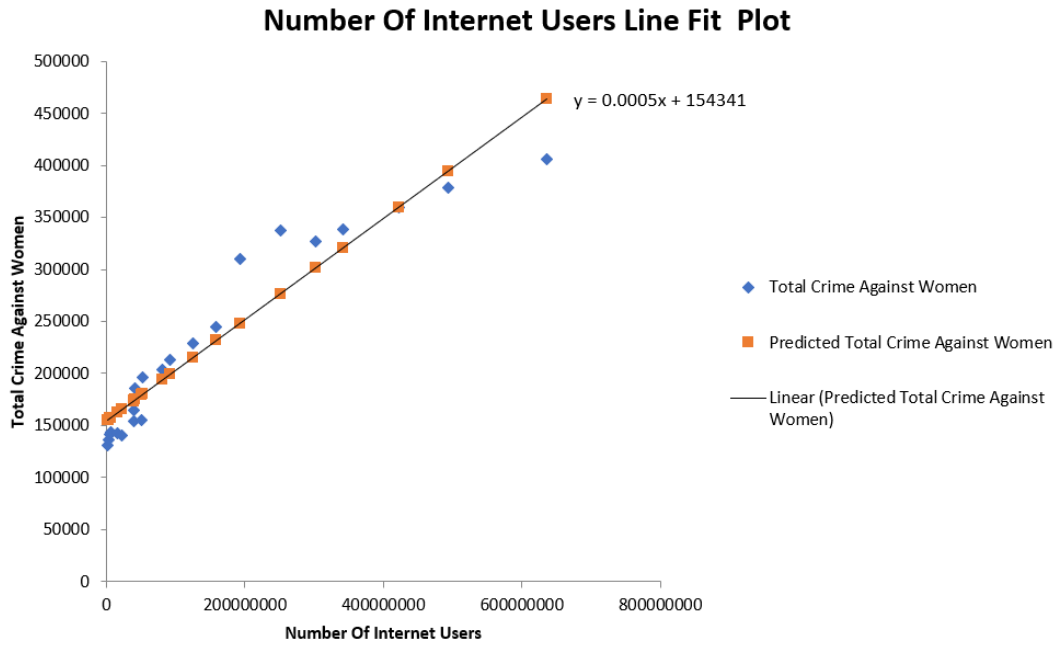 Number Of Internet Users Line Fit  Plot
500000
450000
400000
350000
300000
250000
200000
150000
100000
50000
0
Total Crime Against Women
y = 0.0005x + 154341
Total Crime Against Women
Predicted Total Crime Against Women
Linear (Predicted Total Crime Against
Women)
0 200000000 400000000 600000000 800000000
Number Of Internet Users